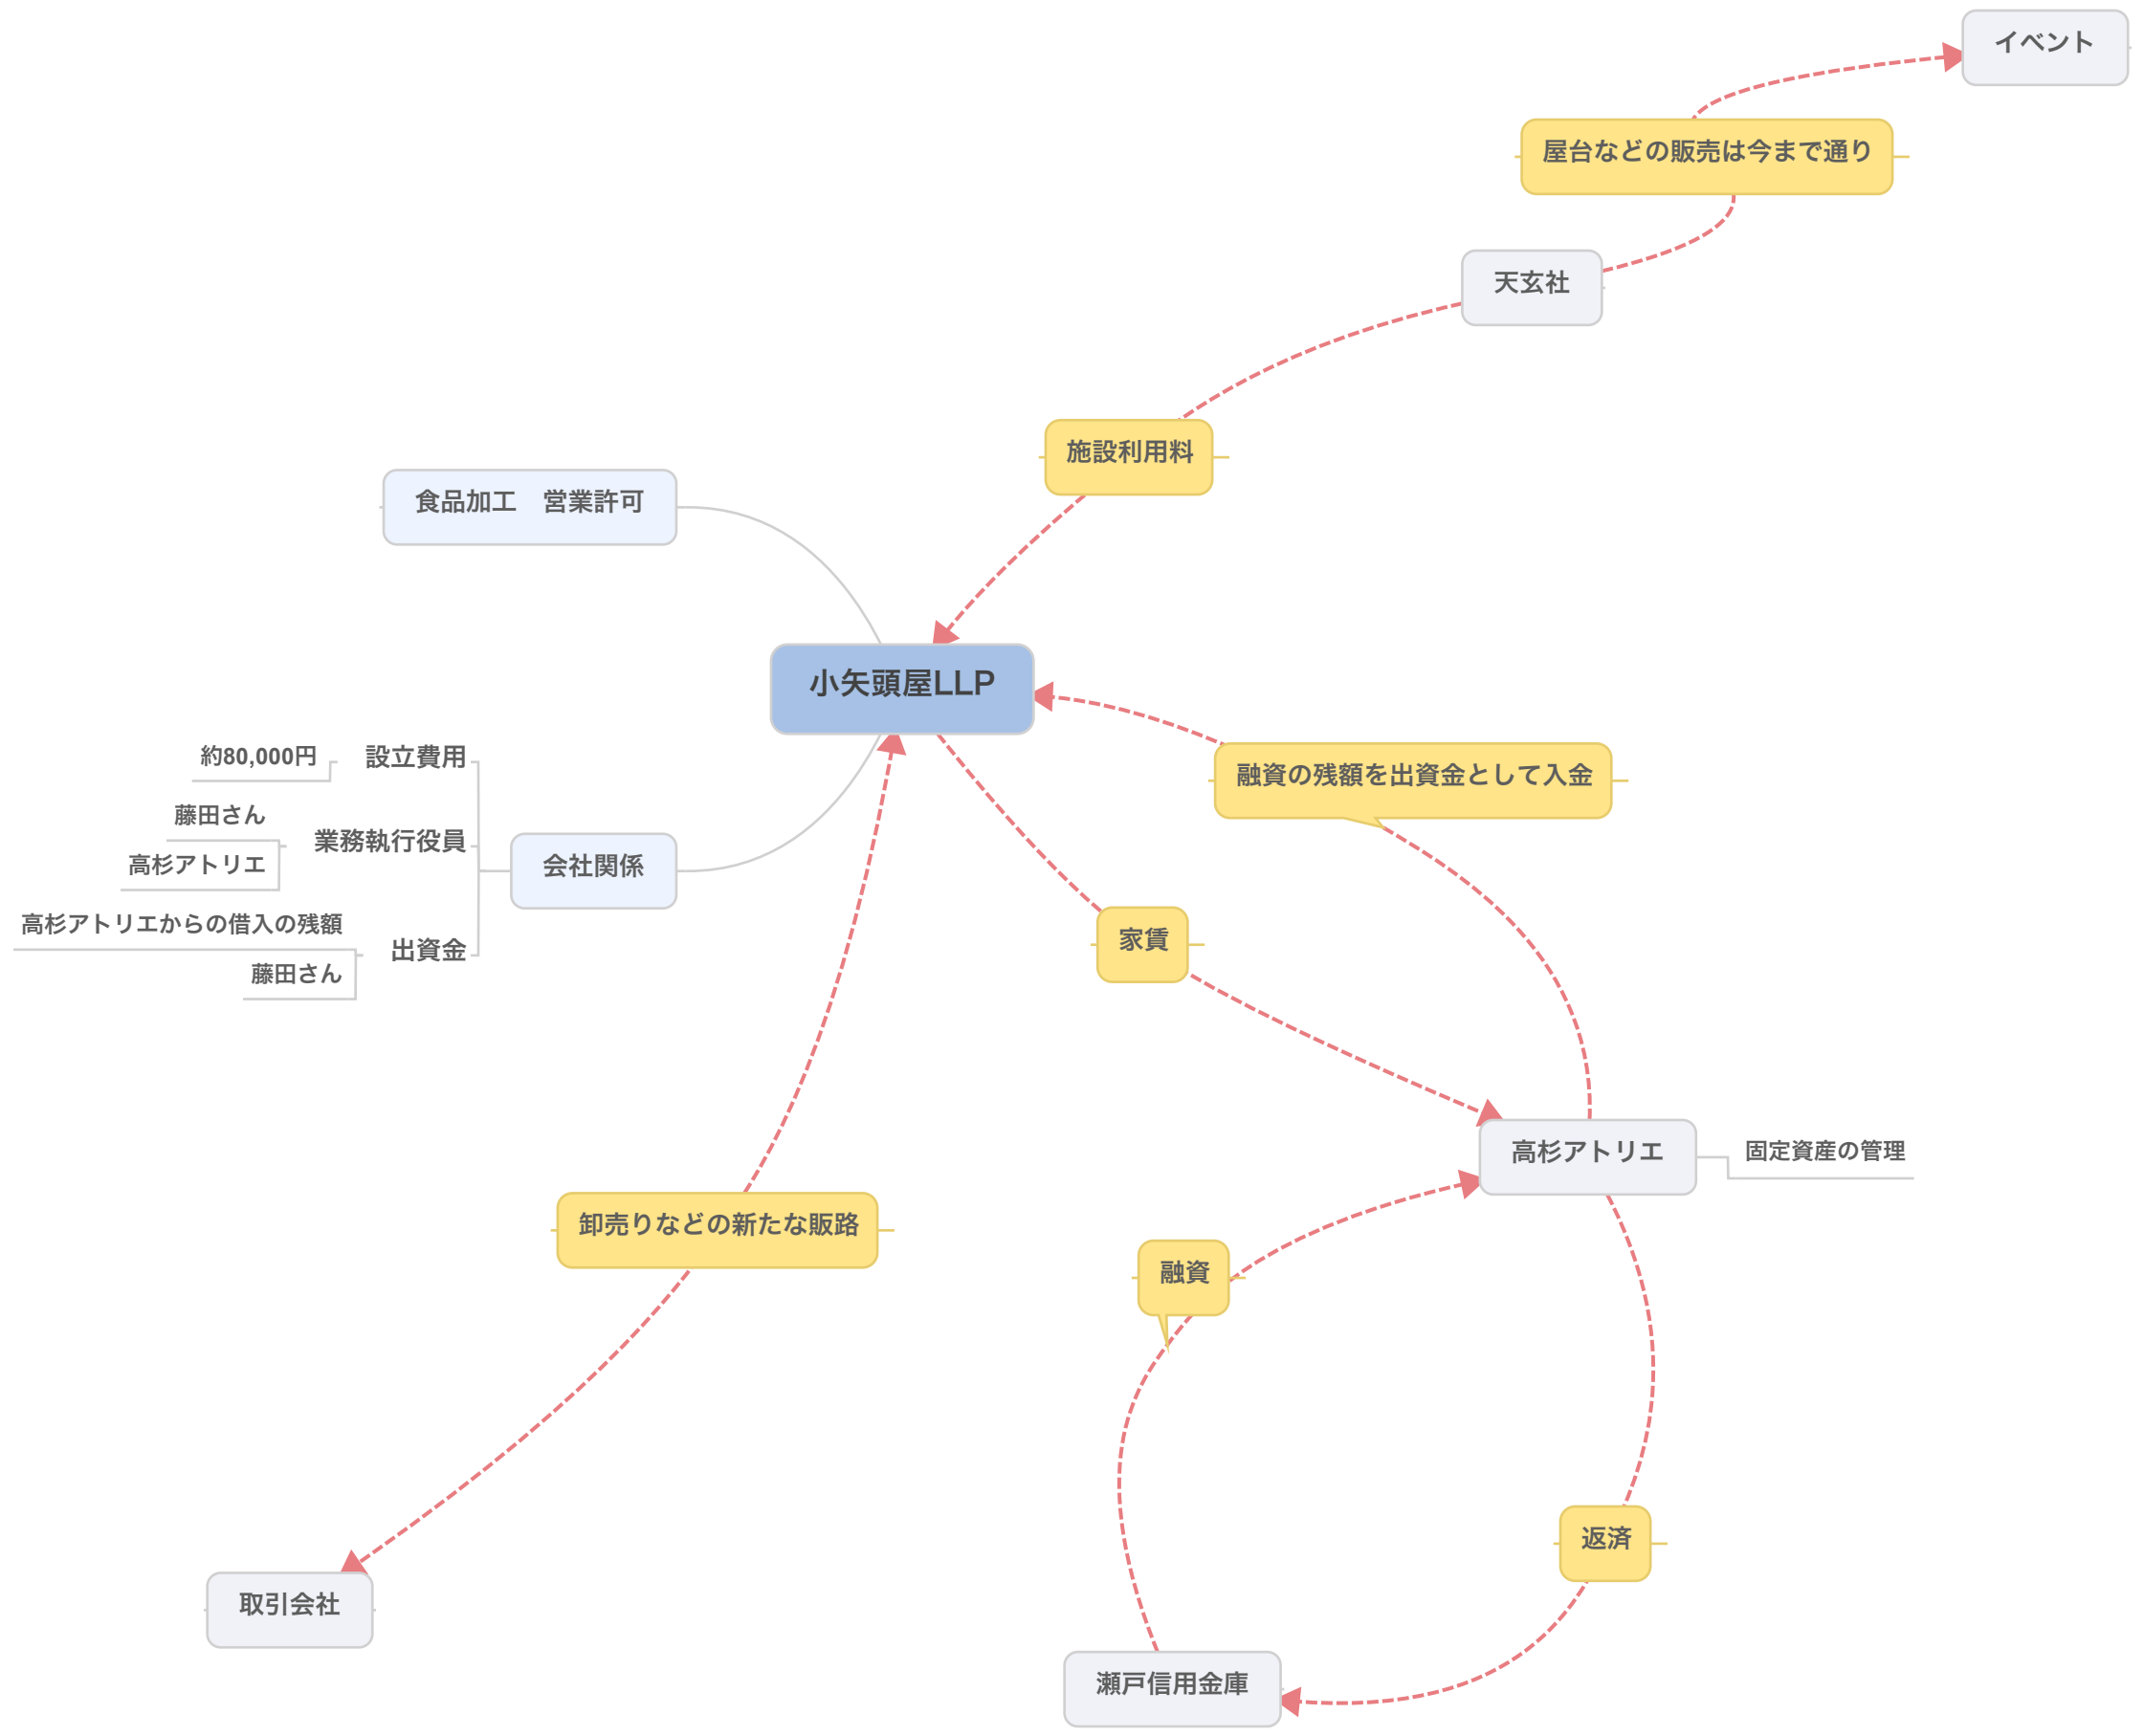 イベント
屋台などの販売は今まで通り
天玄社
施設利用料
食品加工　営業許可
小矢頭屋LLP
約80,000円
設立費用
融資の残額を出資金として入金
藤田さん
業務執行役員
高杉アトリエ
会社関係
高杉アトリエからの借入の残額
出資金
藤田さん
家賃
高杉アトリエ
固定資産の管理
卸売りなどの新たな販路
融資
返済
取引会社
瀬戸信用金庫